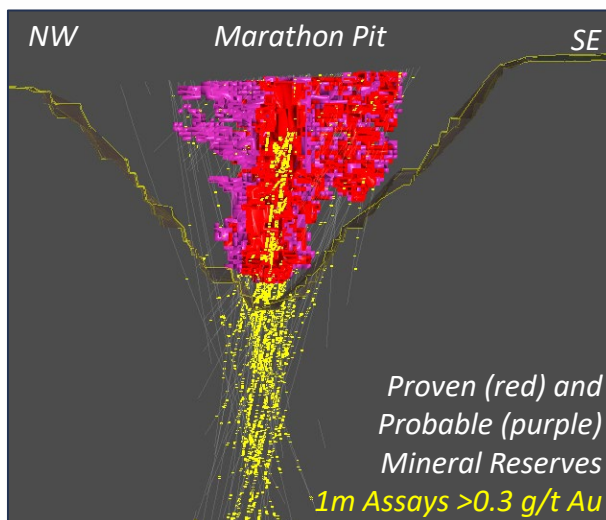 NW Marathon Pit SE
Proven (red) and
Probable (purple)
Mineral Reserves
1m Assays >0.3 g/t Au